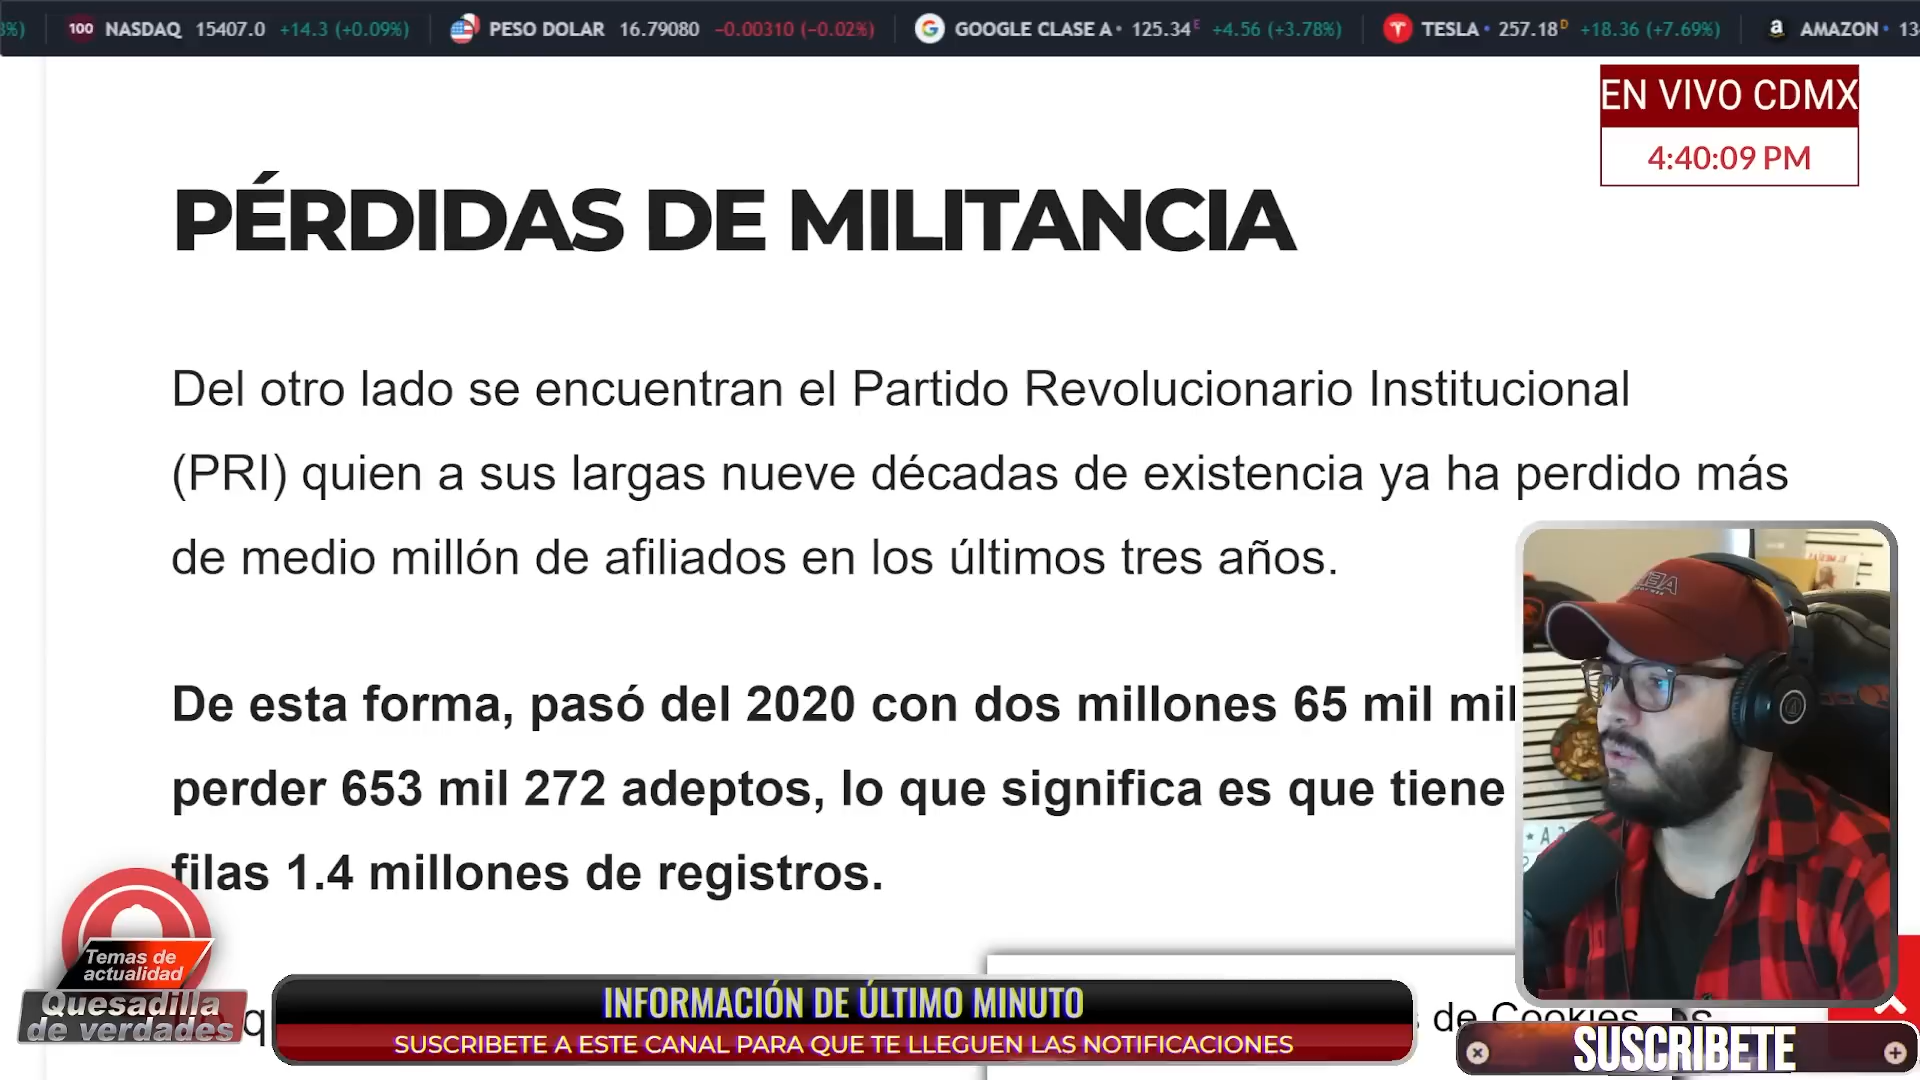 3%)
100 NASDAQ 15407.0 +14.3 (+0.09%)
PESO DOLAR 16.79080 −0.00310 (−0.02%)
G GOOGLE CLASE A • 125.34 E +4.56 (+3.78%)
TESLA • 257.18 D +18.36 (+7.69%)
a AMAZON • 13
EN VIVO CDMX
4:40:09 PM
PÉRDIDAS DE MILITANCIA
Del otro lado se encuentran el Partido Revolucionario Institucional
(PRI) quien a sus largas nueve décadas de existencia ya ha perdido más
de medio millón de afiliados en los últimos tres años.
De esta forma, pasó del 2020 con dos millones 65 mil mil
perder 653 mil 272 adeptos, lo que significa es que tiene
filas 1.4 millones de registros.
Temas de
actualidad
Quesadilla
de verdades
INFORMACIÓN DE ÚLTIMO MINUTO
SUSCRIBETE A ESTE CANAL PARA QUE TE LLEGUEN LAS NOTIFICACIONES
de Cookies
SUSCRIBETE